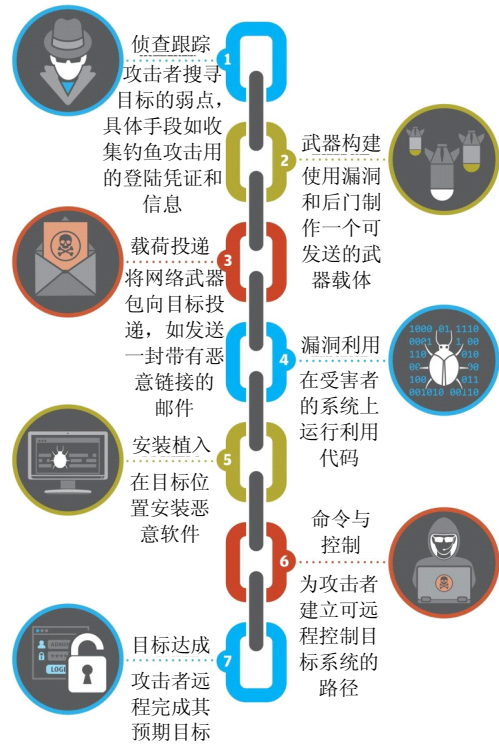 侦查跟踪
1
攻击者搜寻
目标的弱点，
具体手段如收
集钓鱼攻击用
的登陆凭证和
信息
武器构建
2
使用漏洞
和后门制
作一个可
发送的武
器载体
载荷投递
3
将网络武器
包向目标投
递，如发送
一封带有恶
意链接的
邮件
漏洞利用
4
在受害者
的系统上
运行利用
代码
安装植入
5
在目标位
置安装恶
意软件
命令与
控制
6
为攻击者
建立可远
程控制目
标系统的
路径
目标达成
7
攻击者远
程完成其
预期目标